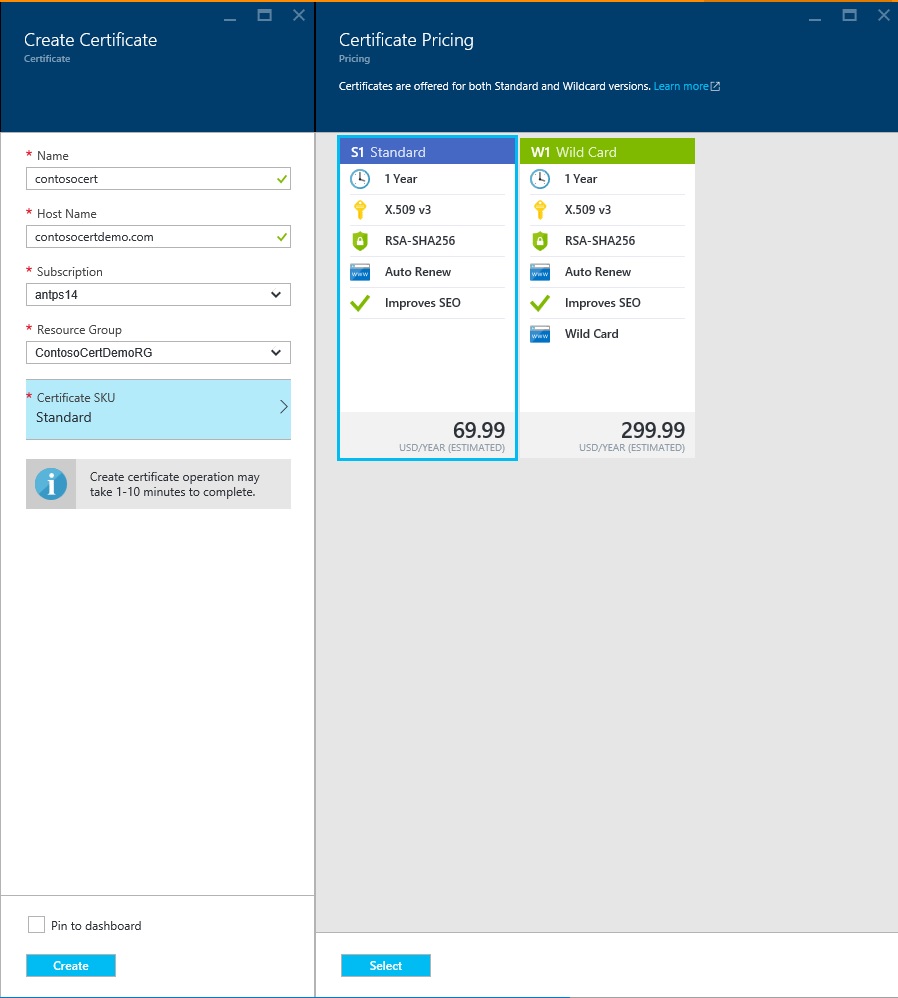 Create Certificate
Certificate
* Name
contosocert
* Host Name
contosocertdemo.com
* Subscription
antps14
* Resource Group
ContosoCertDemoRG
* Certificate SKU
Standard
Create certificate operation may
take 1-10 minutes to complete.
Pin to dashboard
Create
Certificate Pricing
Pricing
Certificates are offered for both Standard and Wildcard versions. Learn more
S1 Standard
1 Year
X.509 v3
RSA-SHA256
www Auto Renew
Improves SEO
69.99
USD/YEAR (ESTIMATED)
W1 Wild Card
1 Year
X.509 v3
RSA-SHA256
www Auto Renew
Improves SEO
www Wild Card
299.99
USD/YEAR (ESTIMATED)
Select